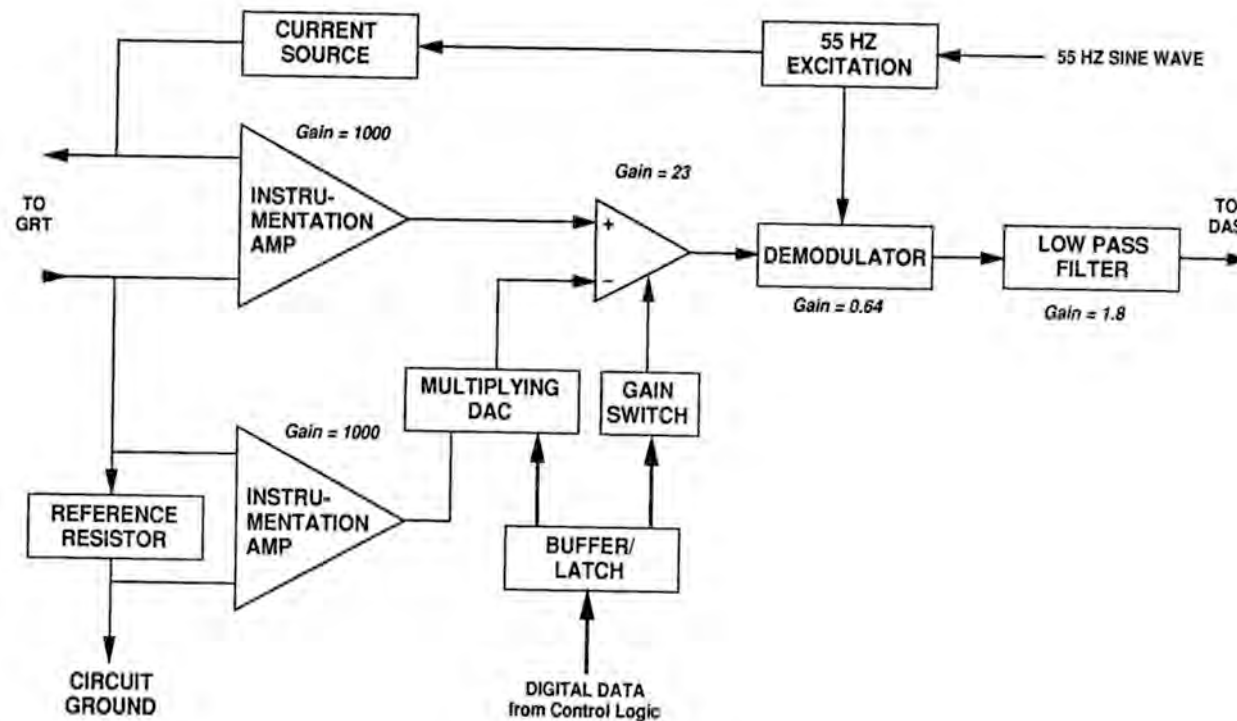 CURRENT
SOURCE
55 HZ
EXCITATION
55 HZ SINE WAVE
Gain = 1000
Gain = 23
TO
GRT
INSTRU-
MENTATION
AMP
+
−
DEMODULATOR
Gain = 0.64
LOW PASS
FILTER
Gain = 1.8
TO
DAS
MULTIPLYING
DAC
GAIN
SWITCH
Gain = 1000
REFERENCE
RESISTOR
INSTRU-
MENTATION
AMP
BUFFER/
LATCH
CIRCUIT
GROUND
DIGITAL DATA
from Control Logic